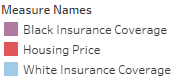 Measure Names
Black Insurance Coverage
Housing Price
White Insurance Coverage